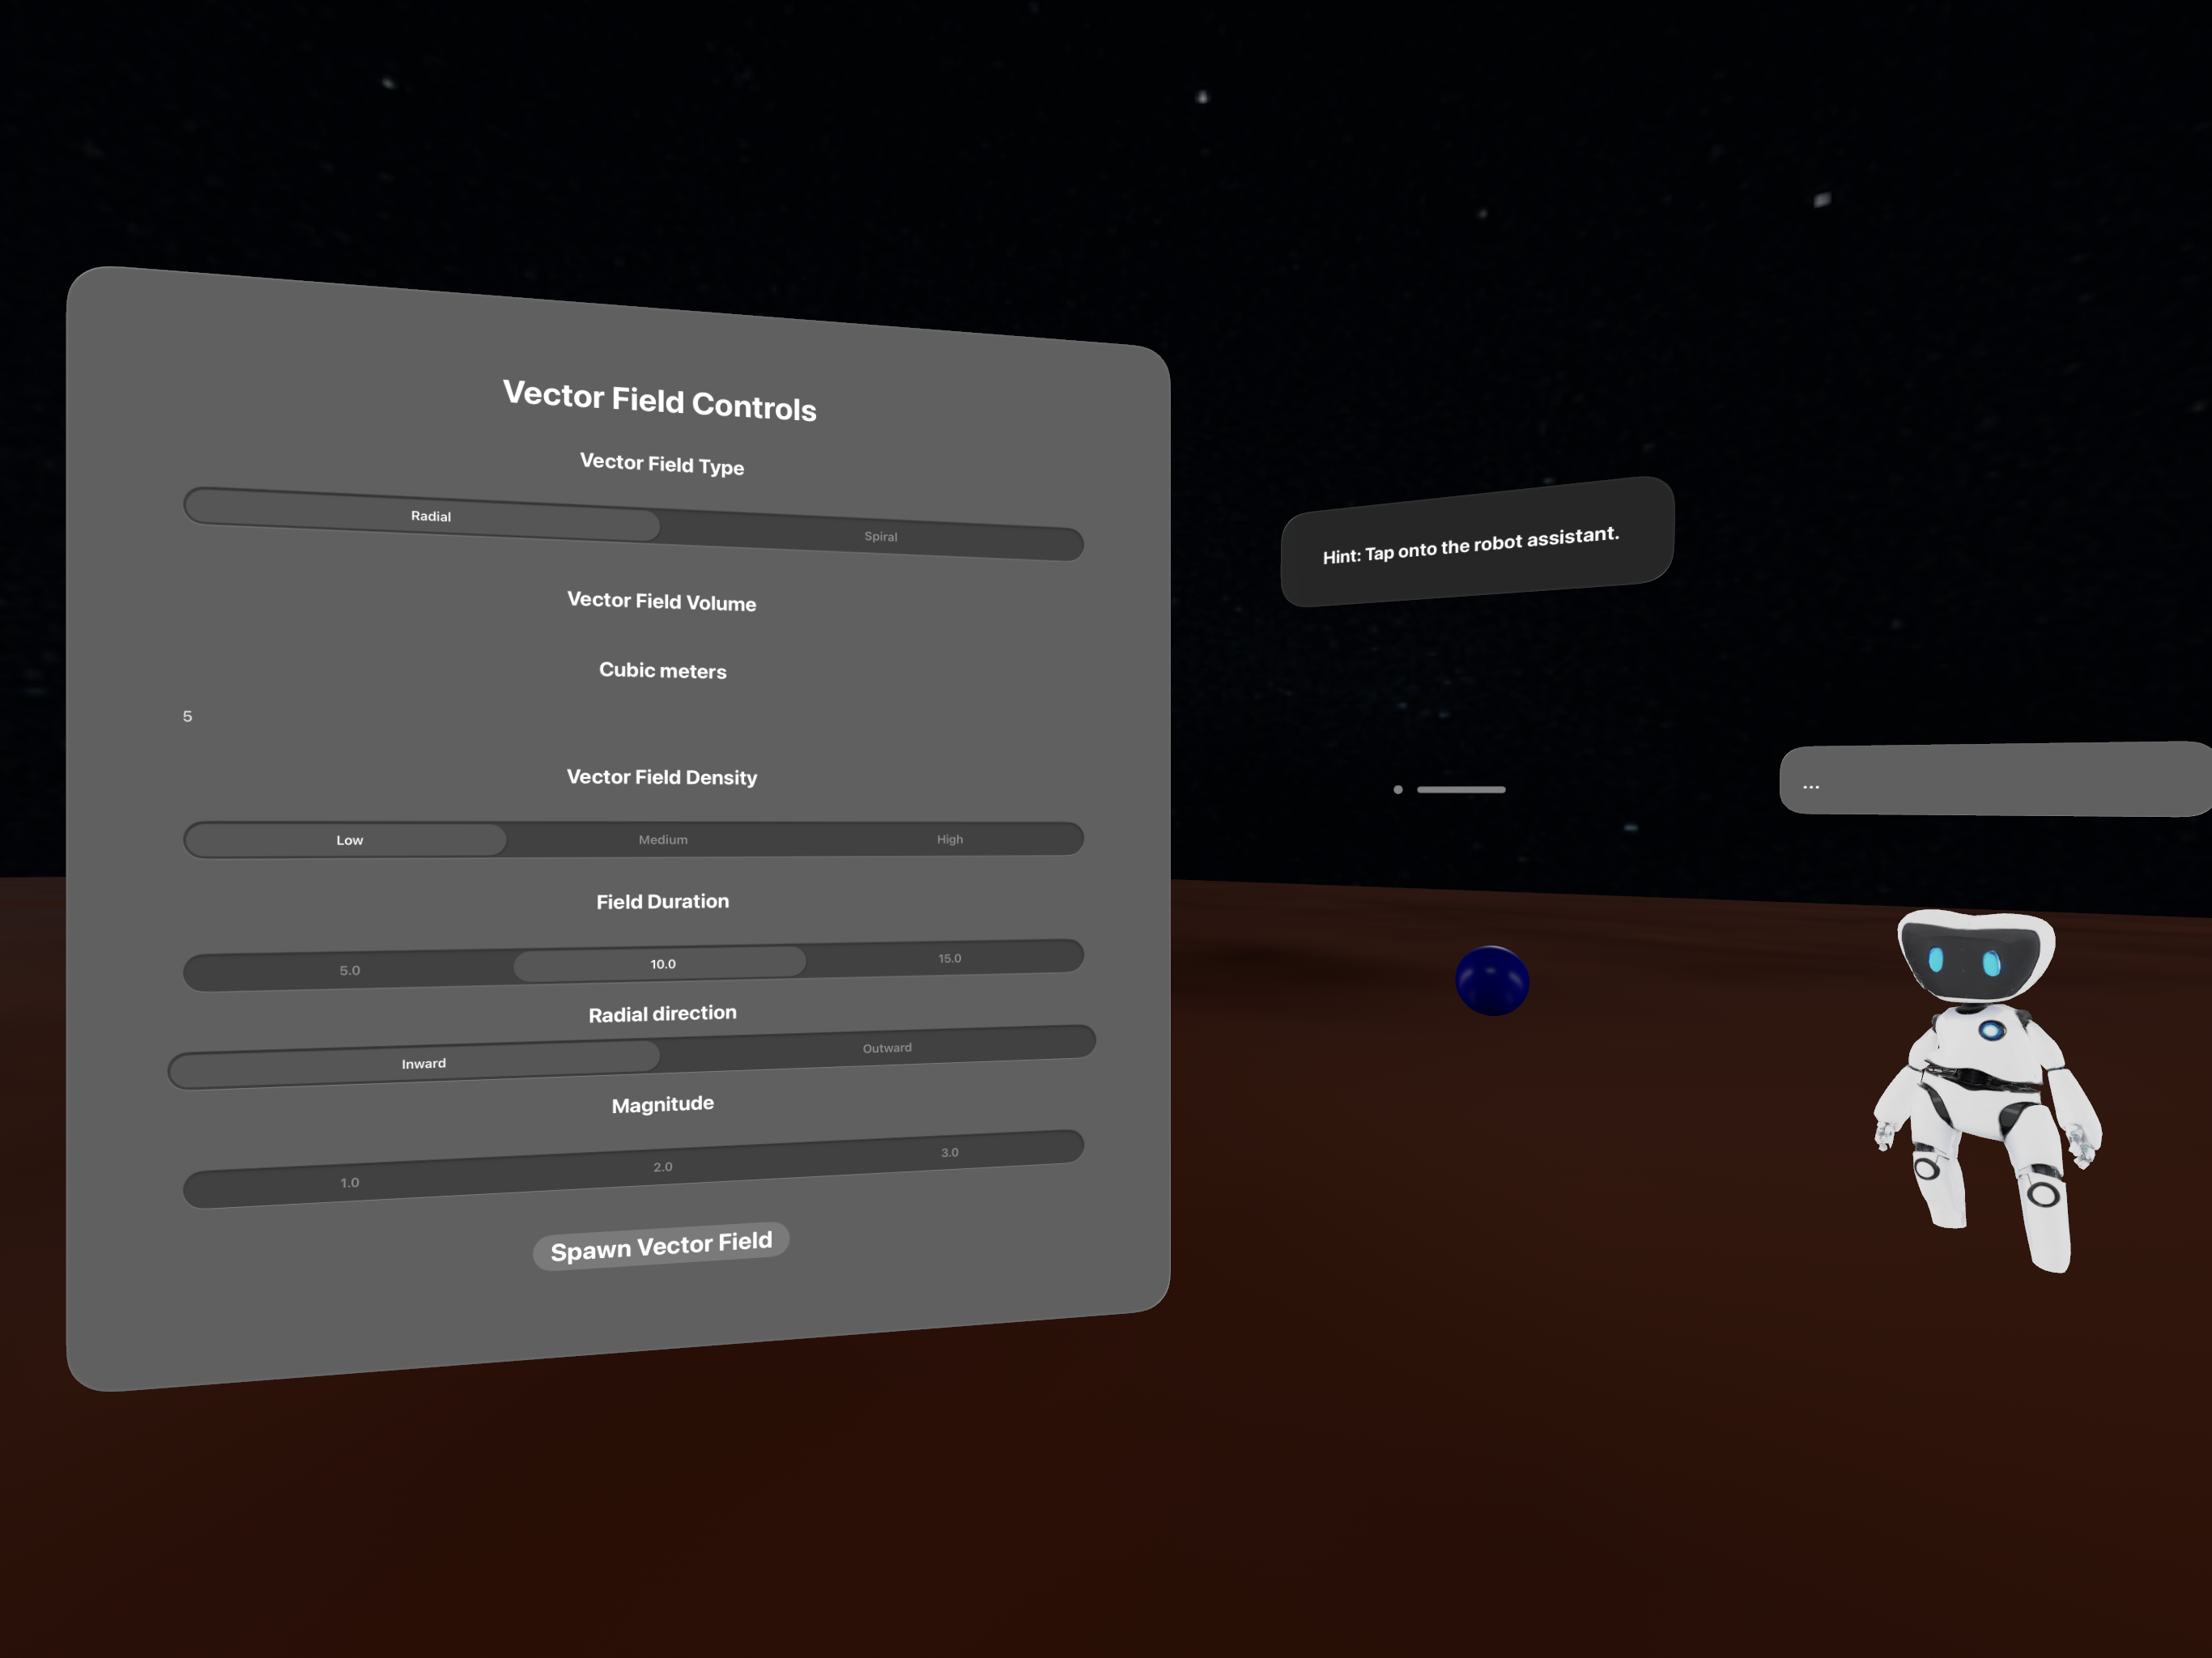 Vector Field Controls
Vector Field Type
Radial Spiral
Vector Field Volume
Cubic meters
5
Vector Field Density
Low Medium High
Field Duration
5.0 10.0 15.0
Radial direction
Inward Outward
Magnitude
1.0 2.0 3.0
Spawn Vector Field
Hint: Tap onto the robot assistant.
...